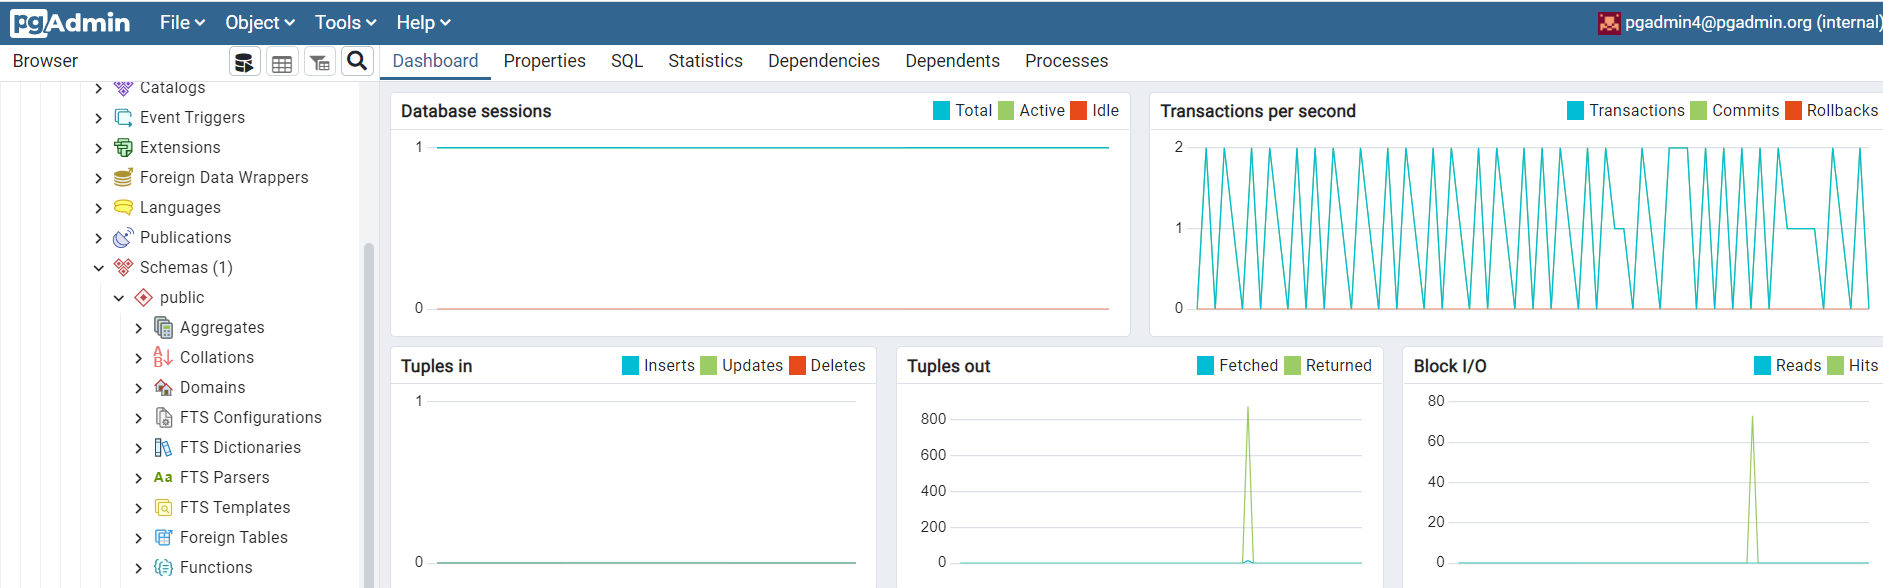 pgAdmin File Object Tools Help pgadmin4@pgadmin.org (internal)
Browser Dashboard Properties SQL Statistics Dependencies Dependents Processes
Catalogs
Event Triggers
Extensions
Foreign Data Wrappers
Languages
Publications
Schemas (1)
public
Aggregates
Collations
Domains
FTS Configurations
FTS Dictionaries
Aa FTS Parsers
FTS Templates
Foreign Tables
Functions
Database sessions Total Active Idle
1
0
Transactions per second Transactions Commits Rollbacks
2
1
0
Tuples in Inserts Updates Deletes
1
0
Tuples out Fetched Returned
800
600
400
200
0
Block I/O Reads Hits
80
60
40
20
0